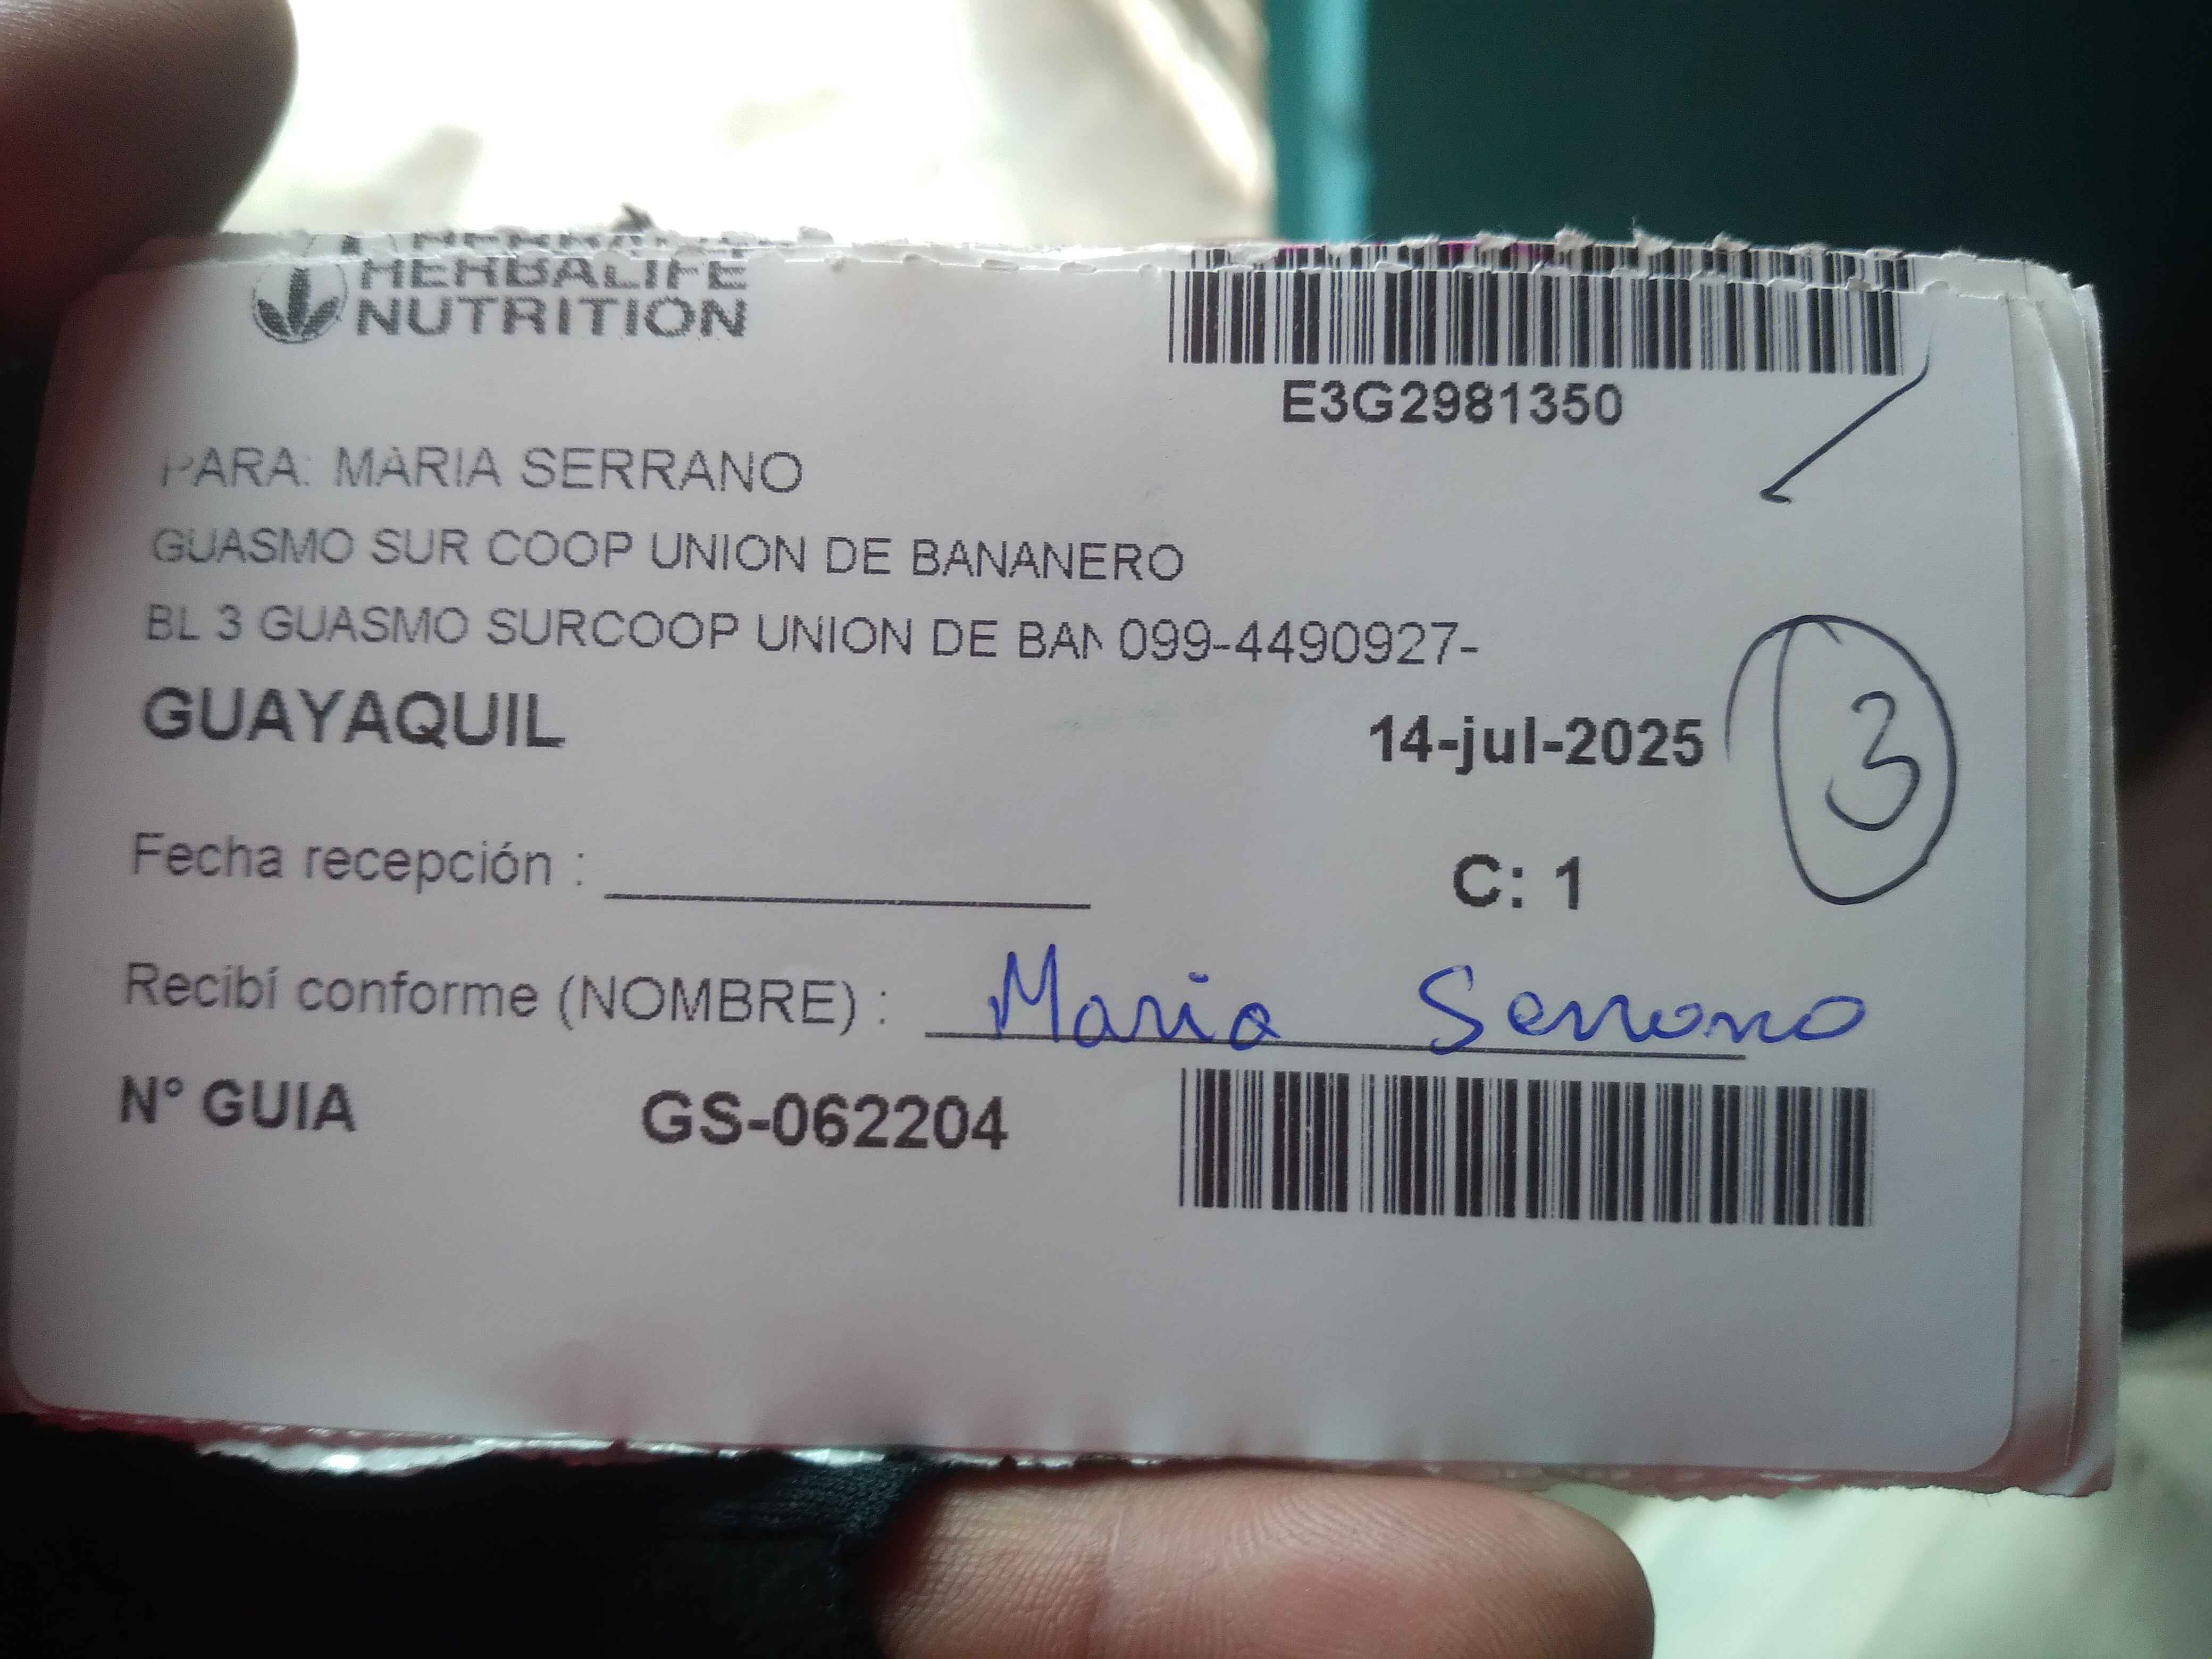 HERBALIFE
NUTRITION
E3G2981350
PARA: MARIA SERRANO
GUASMO SUR COOP UNION DE BANANERO
BL 3 GUASMO SURCOOP UNION DE BAN 099-4490927-
GUAYAQUIL
14-jul-2025
3
Fecha recepción :
C: 1
Recibí conforme (NOMBRE) : Maria Serrano
N° GUIA GS-062204